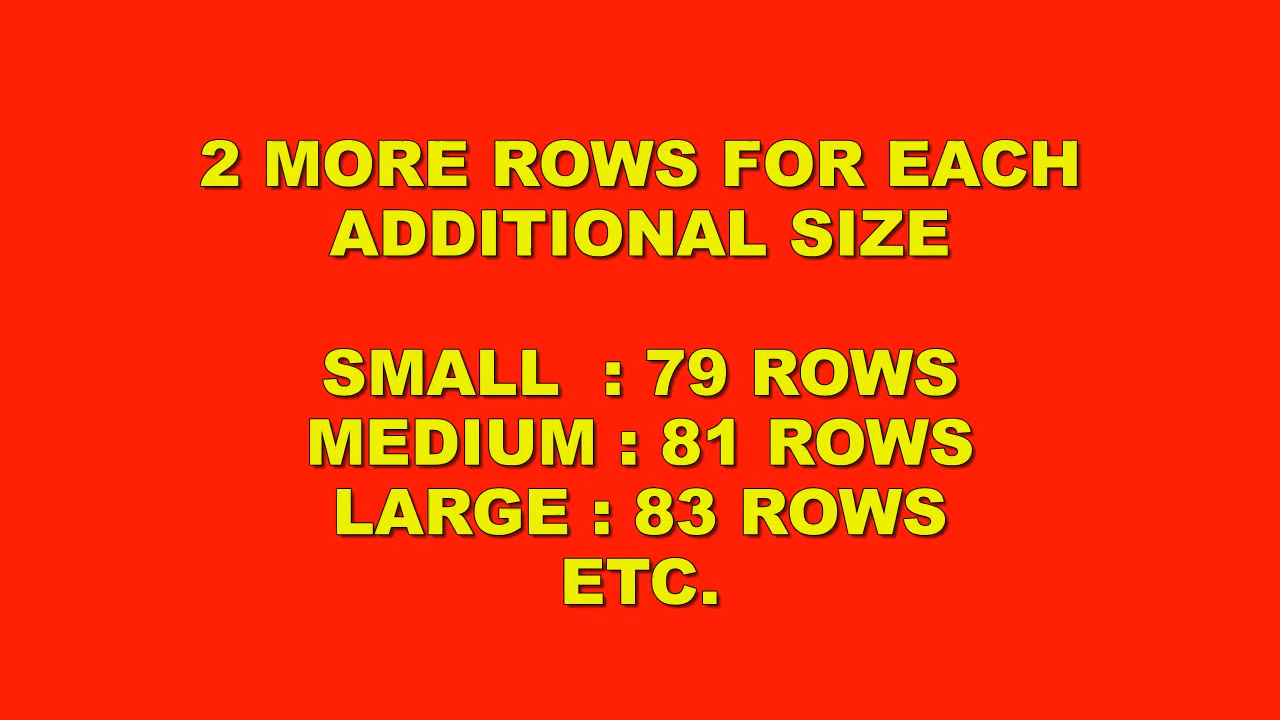 2 MORE ROWS FOR EACH
ADDITIONAL SIZE
SMALL  : 79 ROWS
MEDIUM : 81 ROWS
LARGE : 83 ROWS
ETC.